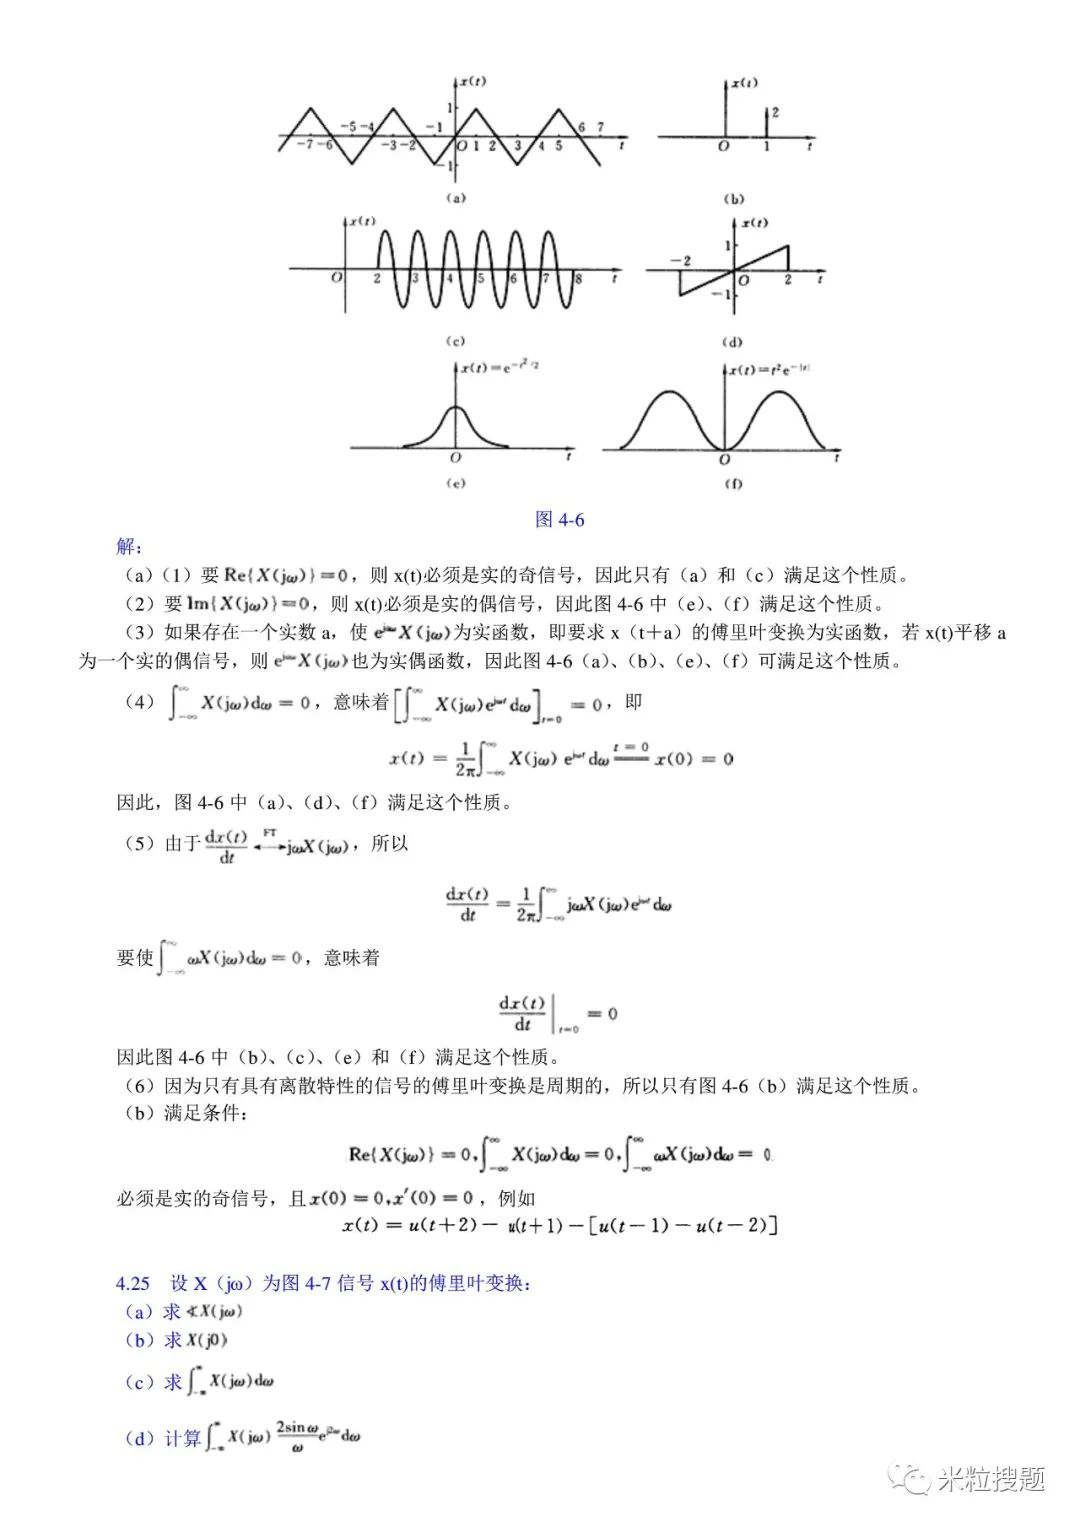 x(t)
1
-5 -4 -1 6 7
-7 -6 -3 -2 O 1 2 3 4 5 t
-1
(a)
x(t)
2
O 1 t
(b)
x(t)
O 2 3 4 5 6 7 8 t
(c)
x(t)
1
-2
O 2 t
-1
(d)
x(t)=e^{-t²/2}
O t
(e)
x(t)=t²e^{-|t|}
O t
(f)
图 4-6
解：
（a）（1）要 Re{X(jω)}=0，则 x(t)必须是实的奇信号，因此只有（a）和（c）满足这个性质。
（2）要 Im{X(jω)}=0，则 x(t)必须是实的偶信号，因此图 4-6 中（e）、（f）满足这个性质。
（3）如果存在一个实数 a，使 e^{jaω}X(jω)为实函数，即要求 x（t＋a）的傅里叶变换为实函数，若 x(t)平移 a
为一个实的偶信号，则 e^{jaω}X(jω)也为实偶函数，因此图 4-6（a）、（b）、（e）、（f）可满足这个性质。
（4）∫_{-∞}^{∞} X(jω)dω = 0，意味着[∫_{-∞}^{∞} X(jω)e^{jωt}dω]_{t=0} = 0，即
x(t) = 1/2π ∫_{-∞}^{∞} X(jω) e^{jωt} dω =^{t=0}= x(0) = 0
因此，图 4-6 中（a）、（d）、（f）满足这个性质。
（5）由于 dx(t)/dt ←FT→ jωX(jω)，所以
dx(t)/dt = 1/2π ∫_{-∞}^{∞} jωX(jω)e^{jωt}dω
要使 ∫_{-∞}^{∞} ωX(jω)dω = 0，意味着
dx(t)/dt |_{t=0} = 0
因此图 4-6 中（b）、（c）、（e）和（f）满足这个性质。
（6）因为只有具有离散特性的信号的傅里叶变换是周期的，所以只有图 4-6（b）满足这个性质。
（b）满足条件：
Re{X(jω)} = 0,∫_{-∞}^{∞} X(jω)dω = 0,∫_{-∞}^{∞} ωX(jω)dω = 0
必须是实的奇信号，且 x(0) = 0,x′(0) = 0，例如
x(t) = u(t+2) − u(t+1) − [u(t−1) − u(t−2)]
4.25 设 X（jω）为图 4-7 信号 x(t)的傅里叶变换：
（a）求∢X(jω)
（b）求 X(j0)
（c）求 ∫_{-∞}^{∞} X(jω)dω
（d）计算 ∫_{-∞}^{∞} X(jω) 2sinω/ω e^{j2ω}dω
米粒搜题